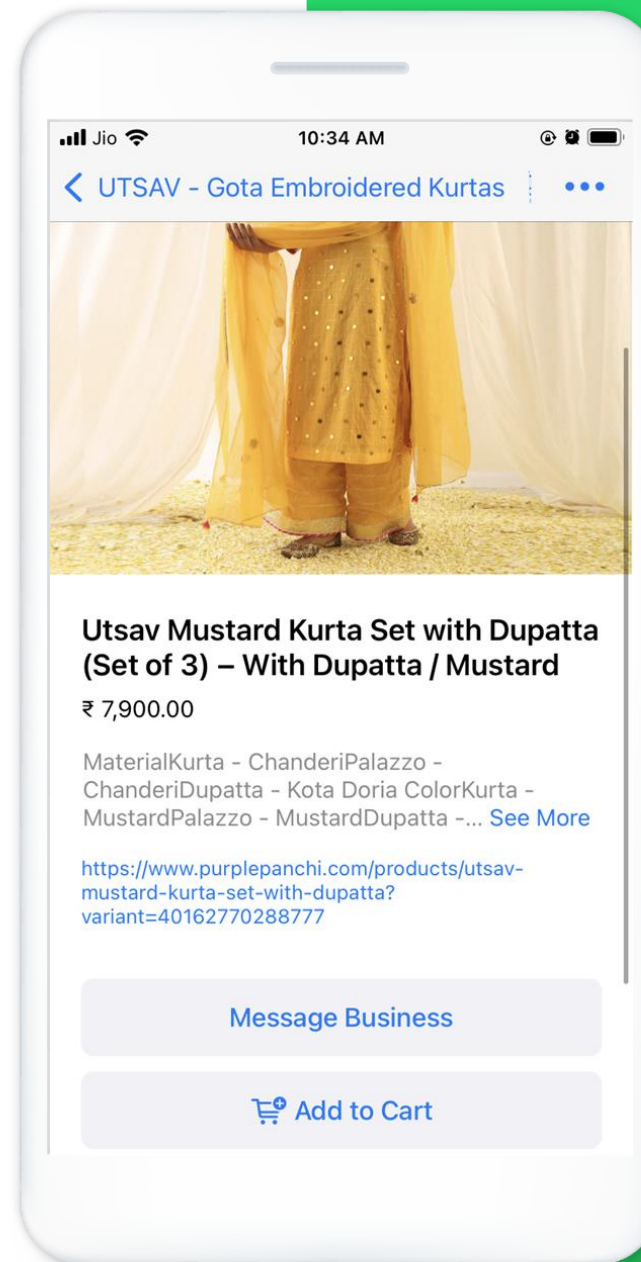 Jio 10:34 AM
UTSAV - Gota Embroidered Kurtas
Utsav Mustard Kurta Set with Dupatta
(Set of 3) – With Dupatta / Mustard
₹ 7,900.00
MaterialKurta - ChanderiPalazzo -
ChanderiDupatta - Kota Doria ColorKurta -
MustardPalazzo - MustardDupatta -... See More
https://www.purplepanchi.com/products/utsav-
mustard-kurta-set-with-dupatta?
variant=40162770288777
Message Business
Add to Cart